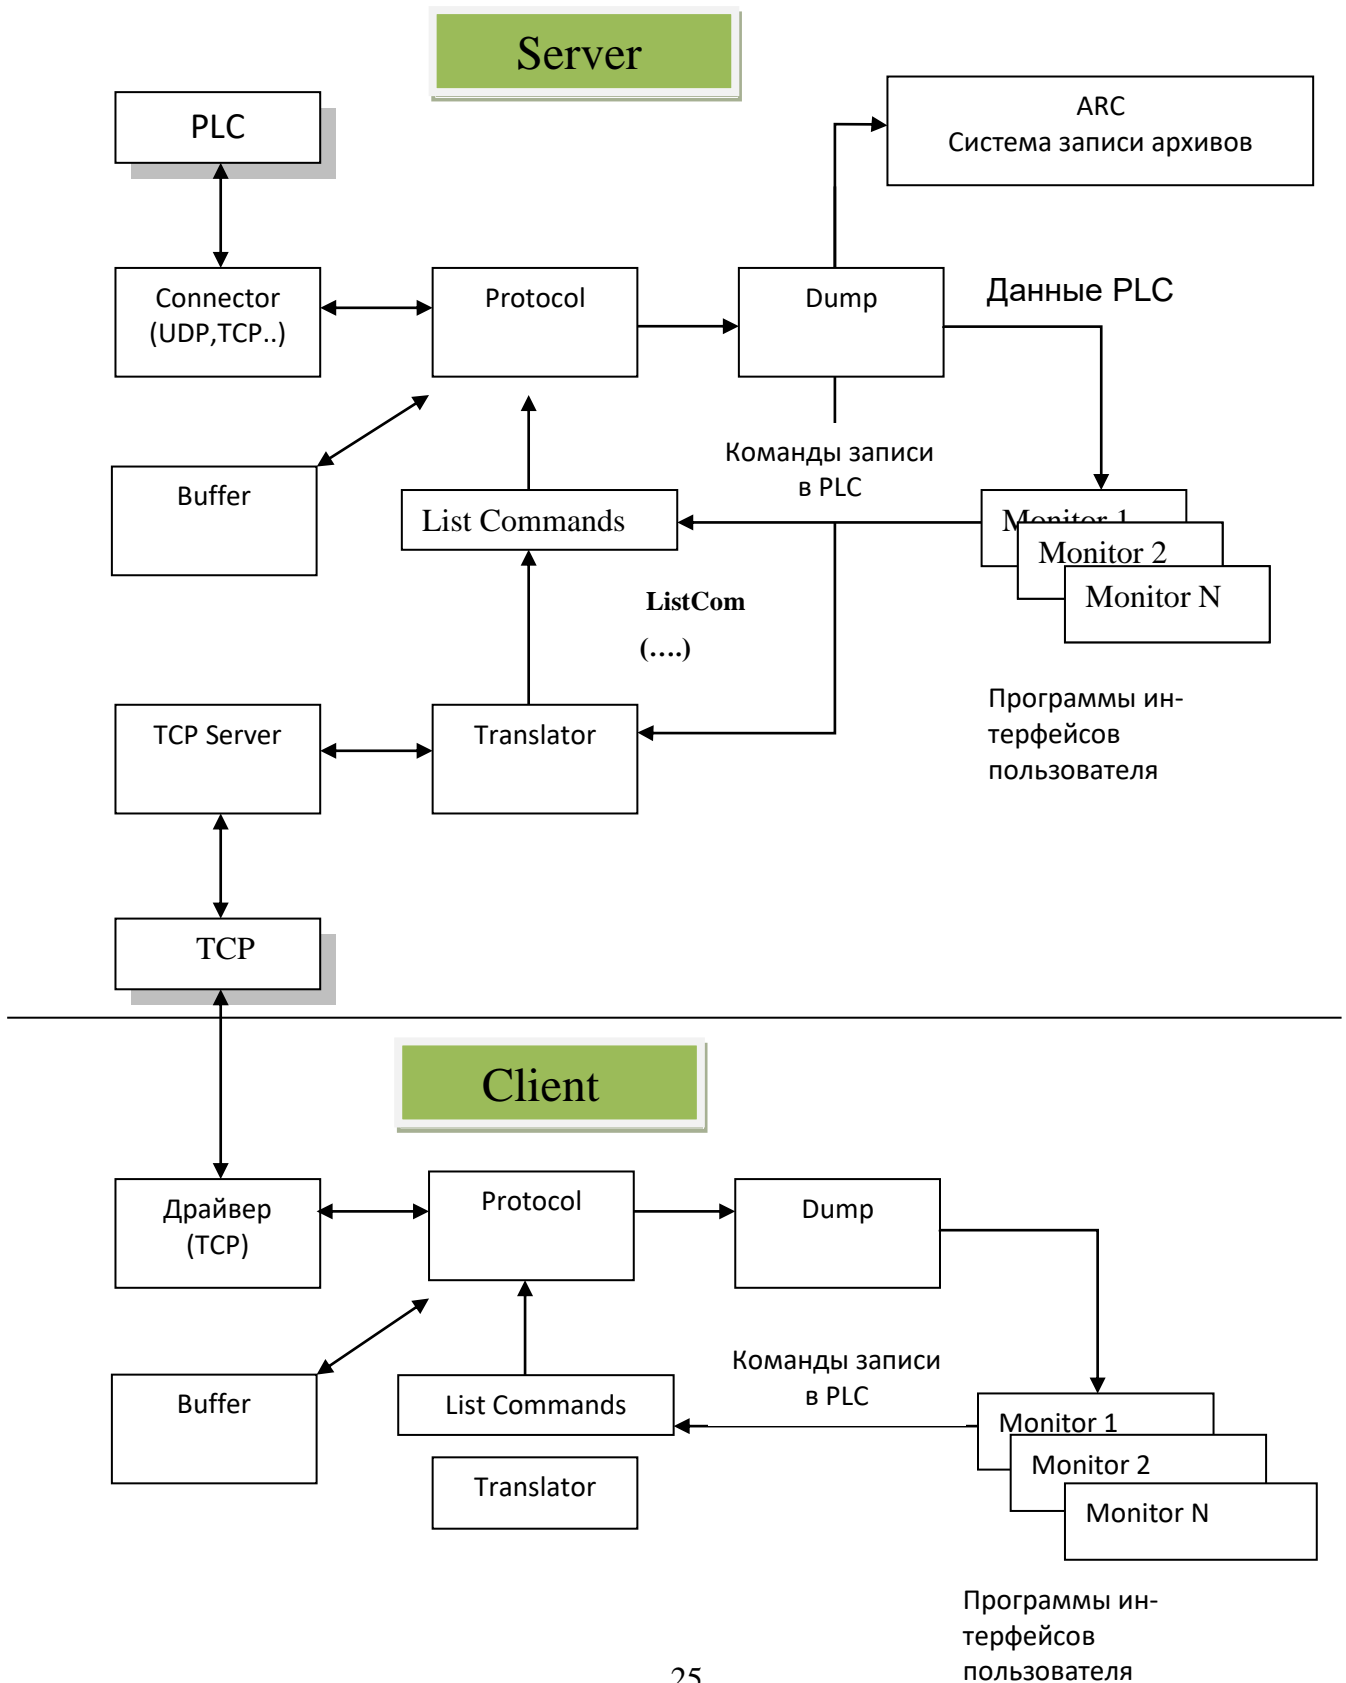 Server
PLC
ARC
Система записи архивов
Connector
(UDP,TCP..)
Protocol
Dump
Данные PLC
Команды записи
в PLC
Buffer
List Commands
Monitor 1
Monitor 2
Monitor N
ListCom
(....)
TCP Server
Translator
Программы ин-
терфейсов
пользователя
TCP
Client
Драйвер
(TCP)
Protocol
Dump
Команды записи
в PLC
Buffer
List Commands
Monitor 1
Monitor 2
Monitor N
Translator
Программы ин-
терфейсов
пользователя
25